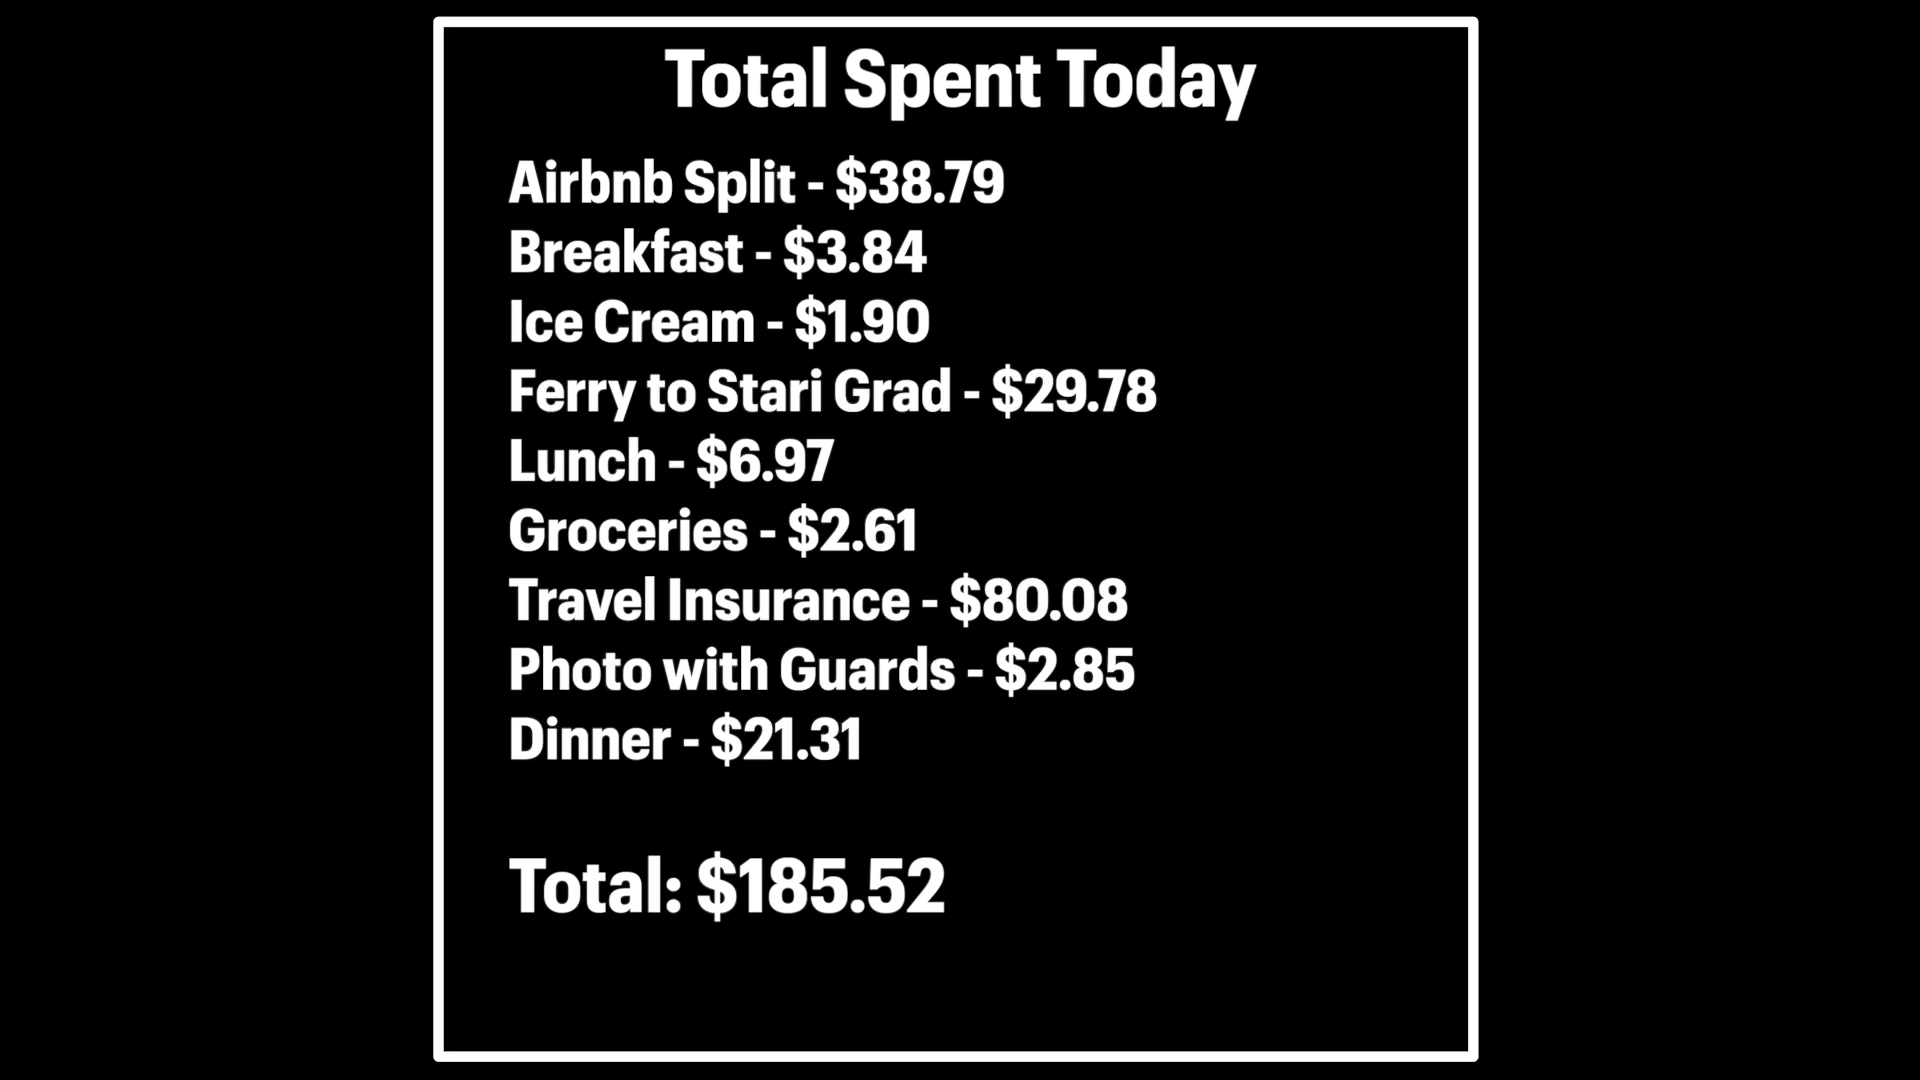 Total Spent Today
Airbnb Split - $38.79
Breakfast - $3.84
Ice Cream - $1.90
Ferry to Stari Grad - $29.78
Lunch - $6.97
Groceries - $2.61
Travel Insurance - $80.08
Photo with Guards - $2.85
Dinner - $21.31
Total: $185.52